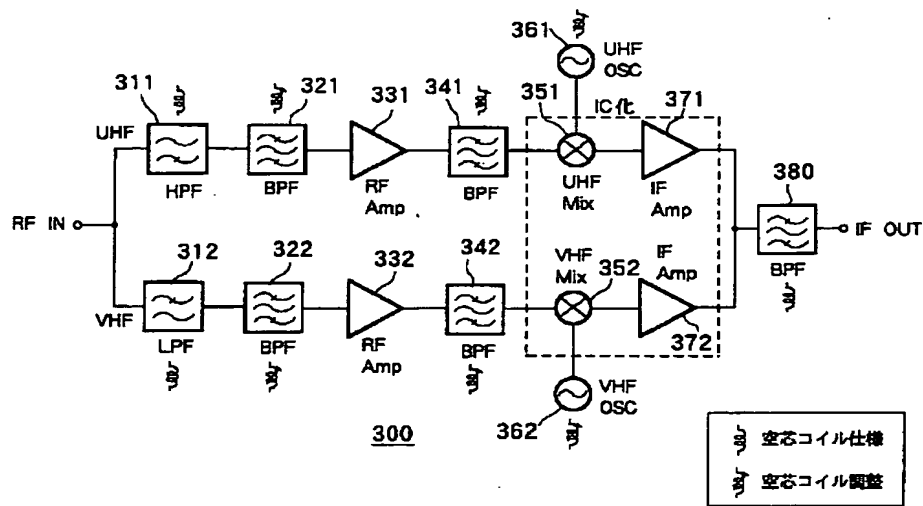 361
UHF
OSC
311
321
331
341
351
IC化
371
UHF
HPF
BPF
RF
Amp
BPF
UHF
Mix
IF
Amp
380
RF IN
IF OUT
312
322
332
342
VHF
Mix
352
IF
Amp
BPF
VHF
LPF
BPF
RF
Amp
BPF
372
362
VHF
OSC
300
空芯コイル仕様
空芯コイル調整